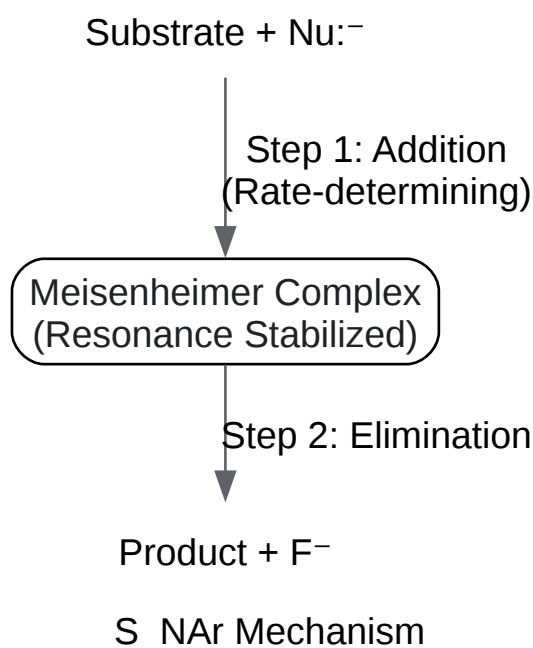 Substrate + Nu:⁻
Step 1: Addition
(Rate-determining)
Meisenheimer Complex
(Resonance Stabilized)
Step 2: Elimination
Product + F⁻
S  NAr Mechanism